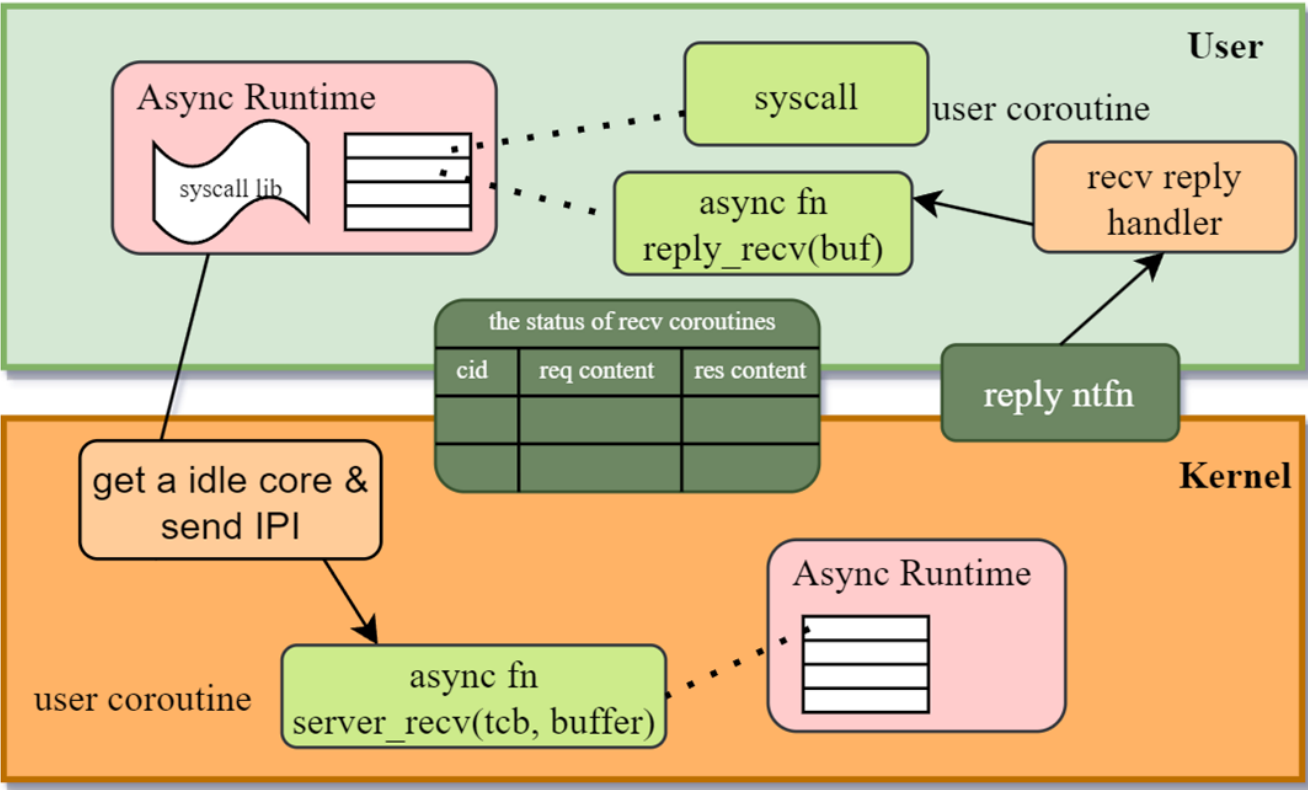 User
Async Runtime
syscall lib
syscall
user coroutine
async fn
reply_recv(buf)
recv reply
handler
the status of recv coroutines
cid
req content
res content
reply ntfn
Kernel
get a idle core &
send IPI
Async Runtime
user coroutine
async fn
server_recv(tcb, buffer)